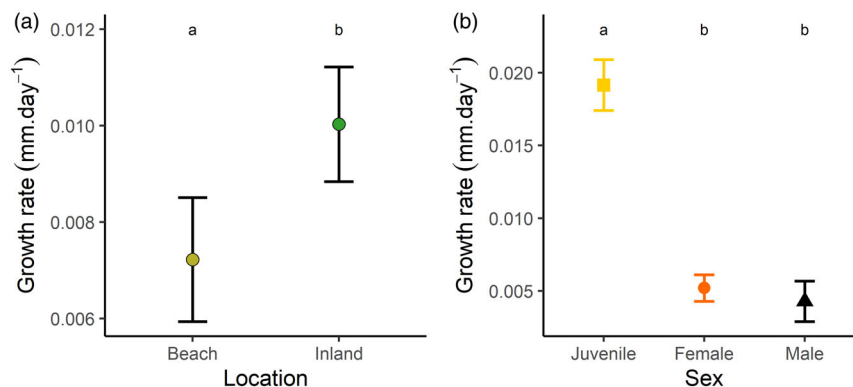 (a)
a b
0.012
0.010
0.008
0.006
Growth rate (mm.day⁻¹)
Beach Inland
Location
(b)
a b b
0.020
0.015
0.010
0.005
Growth rate (mm.day⁻¹)
Juvenile Female Male
Sex